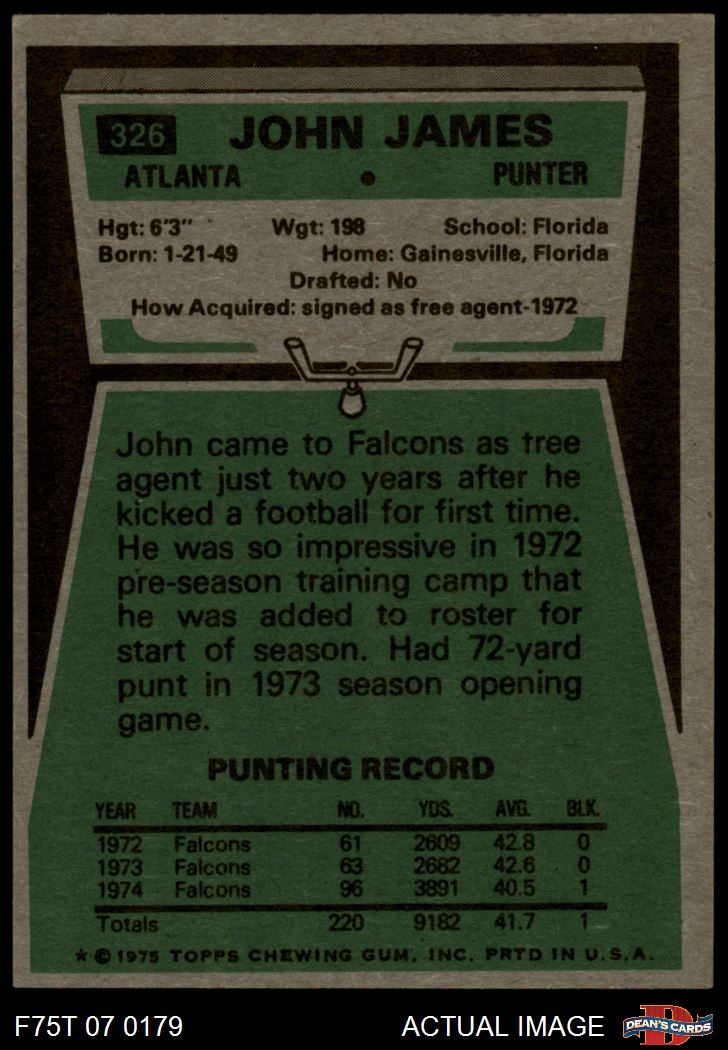 326 JOHN JAMES
ATLANTA • PUNTER
Hgt: 6'3" Wgt: 198 School: Florida
Born: 1-21-49 Home: Gainesville, Florida
Drafted: No
How Acquired: signed as free agent-1972
John came to Falcons as free
agent just two years after he
kicked a football for first time.
He was so impressive in 1972
pre-season training camp that
he was added to roster for
start of season. Had 72-yard
punt in 1973 season opening
game.
PUNTING RECORD
YEAR TEAM NO. YDS. AVG. BLK.
1972 Falcons 61 2609 42.8 0
1973 Falcons 63 2682 42.6 0
1974 Falcons 96 3891 40.5 1
Totals 220 9182 41.7 1
* © 1975 TOPPS CHEWING GUM, INC. PRTD IN U.S.A.
F75T 07 0179 ACTUAL IMAGE DEAN'S CARDS